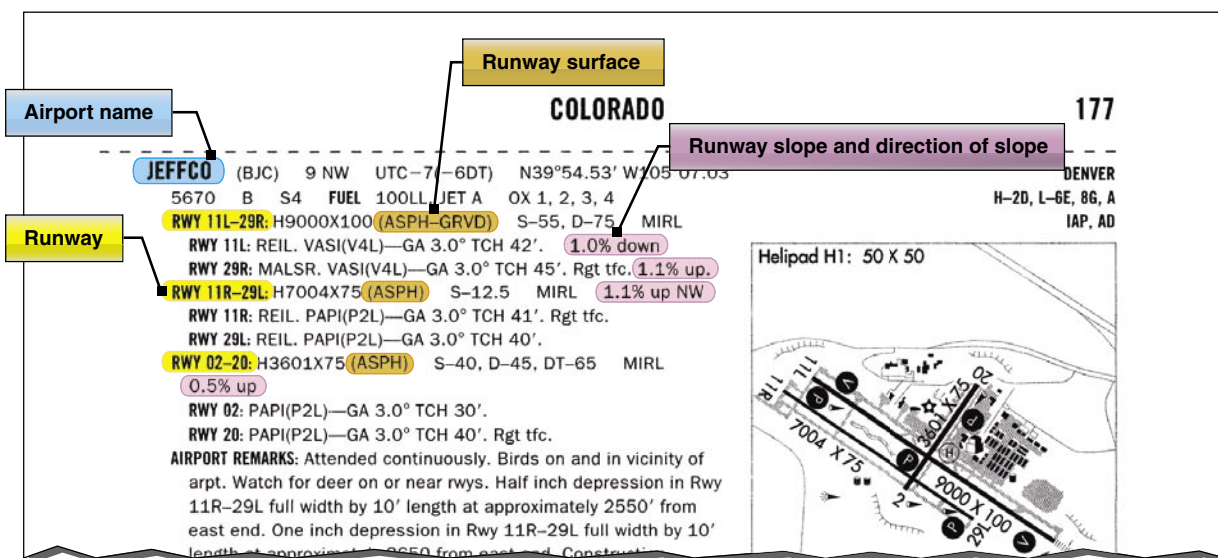 Runway surface
COLORADO 177
Airport name
Runway slope and direction of slope
JEFFCO (BJC) 9 NW UTC–7(–6DT) N39°54.53′ W105°07.03′
DENVER
5670 B S4 FUEL 100LL, JET A OX 1, 2, 3, 4
H–2D, L–6E, 8G, A
RWY 11L–29R: H9000X100 (ASPH–GRVD) S–55, D–75 MIRL
IAP, AD
Runway
RWY 11L: REIL. VASI(V4L)—GA 3.0° TCH 42′. 1.0% down
RWY 29R: MALSR. VASI(V4L)—GA 3.0° TCH 45′. Rgt tfc. 1.1% up.
RWY 11R–29L: H7004X75 (ASPH) S–12.5 MIRL 1.1% up NW
RWY 11R: REIL. PAPI(P2L)—GA 3.0° TCH 41′. Rgt tfc.
RWY 29L: REIL. PAPI(P2L)—GA 3.0° TCH 40′.
RWY 02–20: H3601X75 (ASPH) S–40, D–45, DT–65 MIRL
0.5% up
RWY 02: PAPI(P2L)—GA 3.0° TCH 30′.
RWY 20: PAPI(P2L)—GA 3.0° TCH 40′. Rgt tfc.
AIRPORT REMARKS: Attended continuously. Birds on and in vicinity of
arpt. Watch for deer on or near rwys. Half inch depression in Rwy
11R–29L full width by 10′ length at approximately 2550′ from
east end. One inch depression in Rwy 11R–29L full width by 10′
length at approximately 2650 from east end.
Helipad H1: 50 X 50
11L
11R
20
V
P
3601 X 75
P
7004 X 75
P
H
2
9000 X 100
P
29L
V